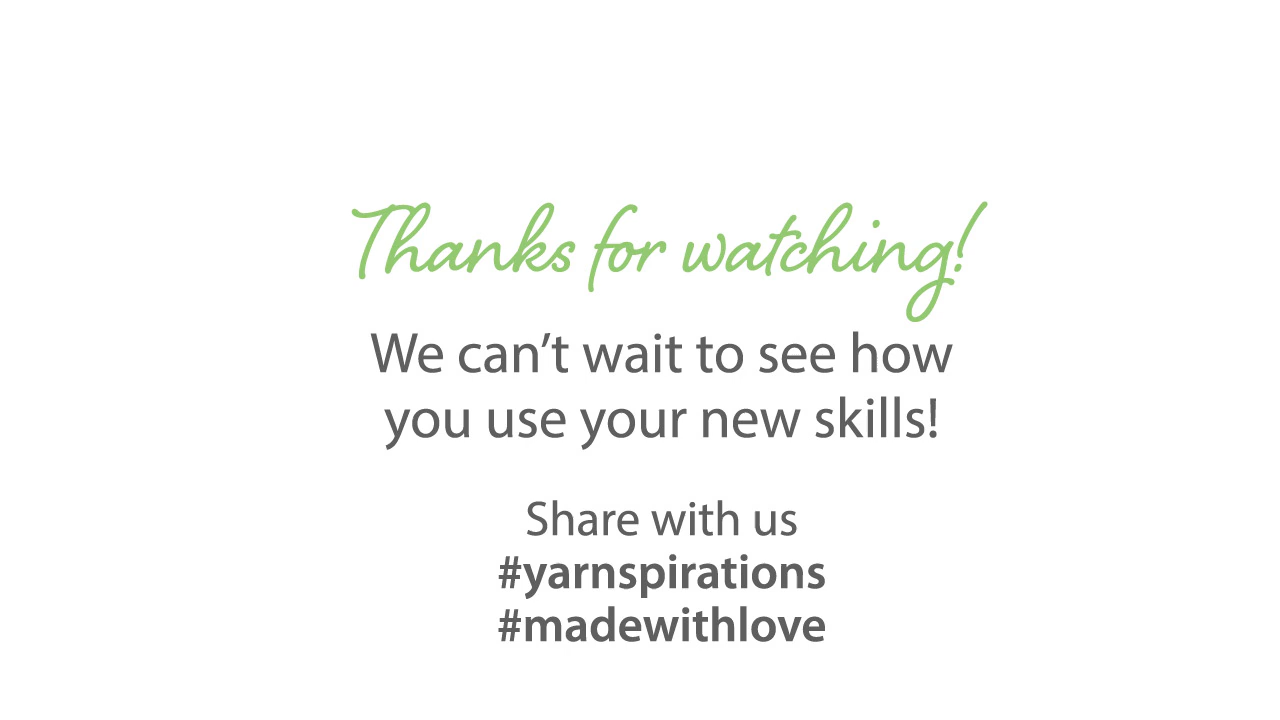 Thanks for watching!
We can’t wait to see how
you use your new skills!
Share with us
#yarnspirations
#madewithlove